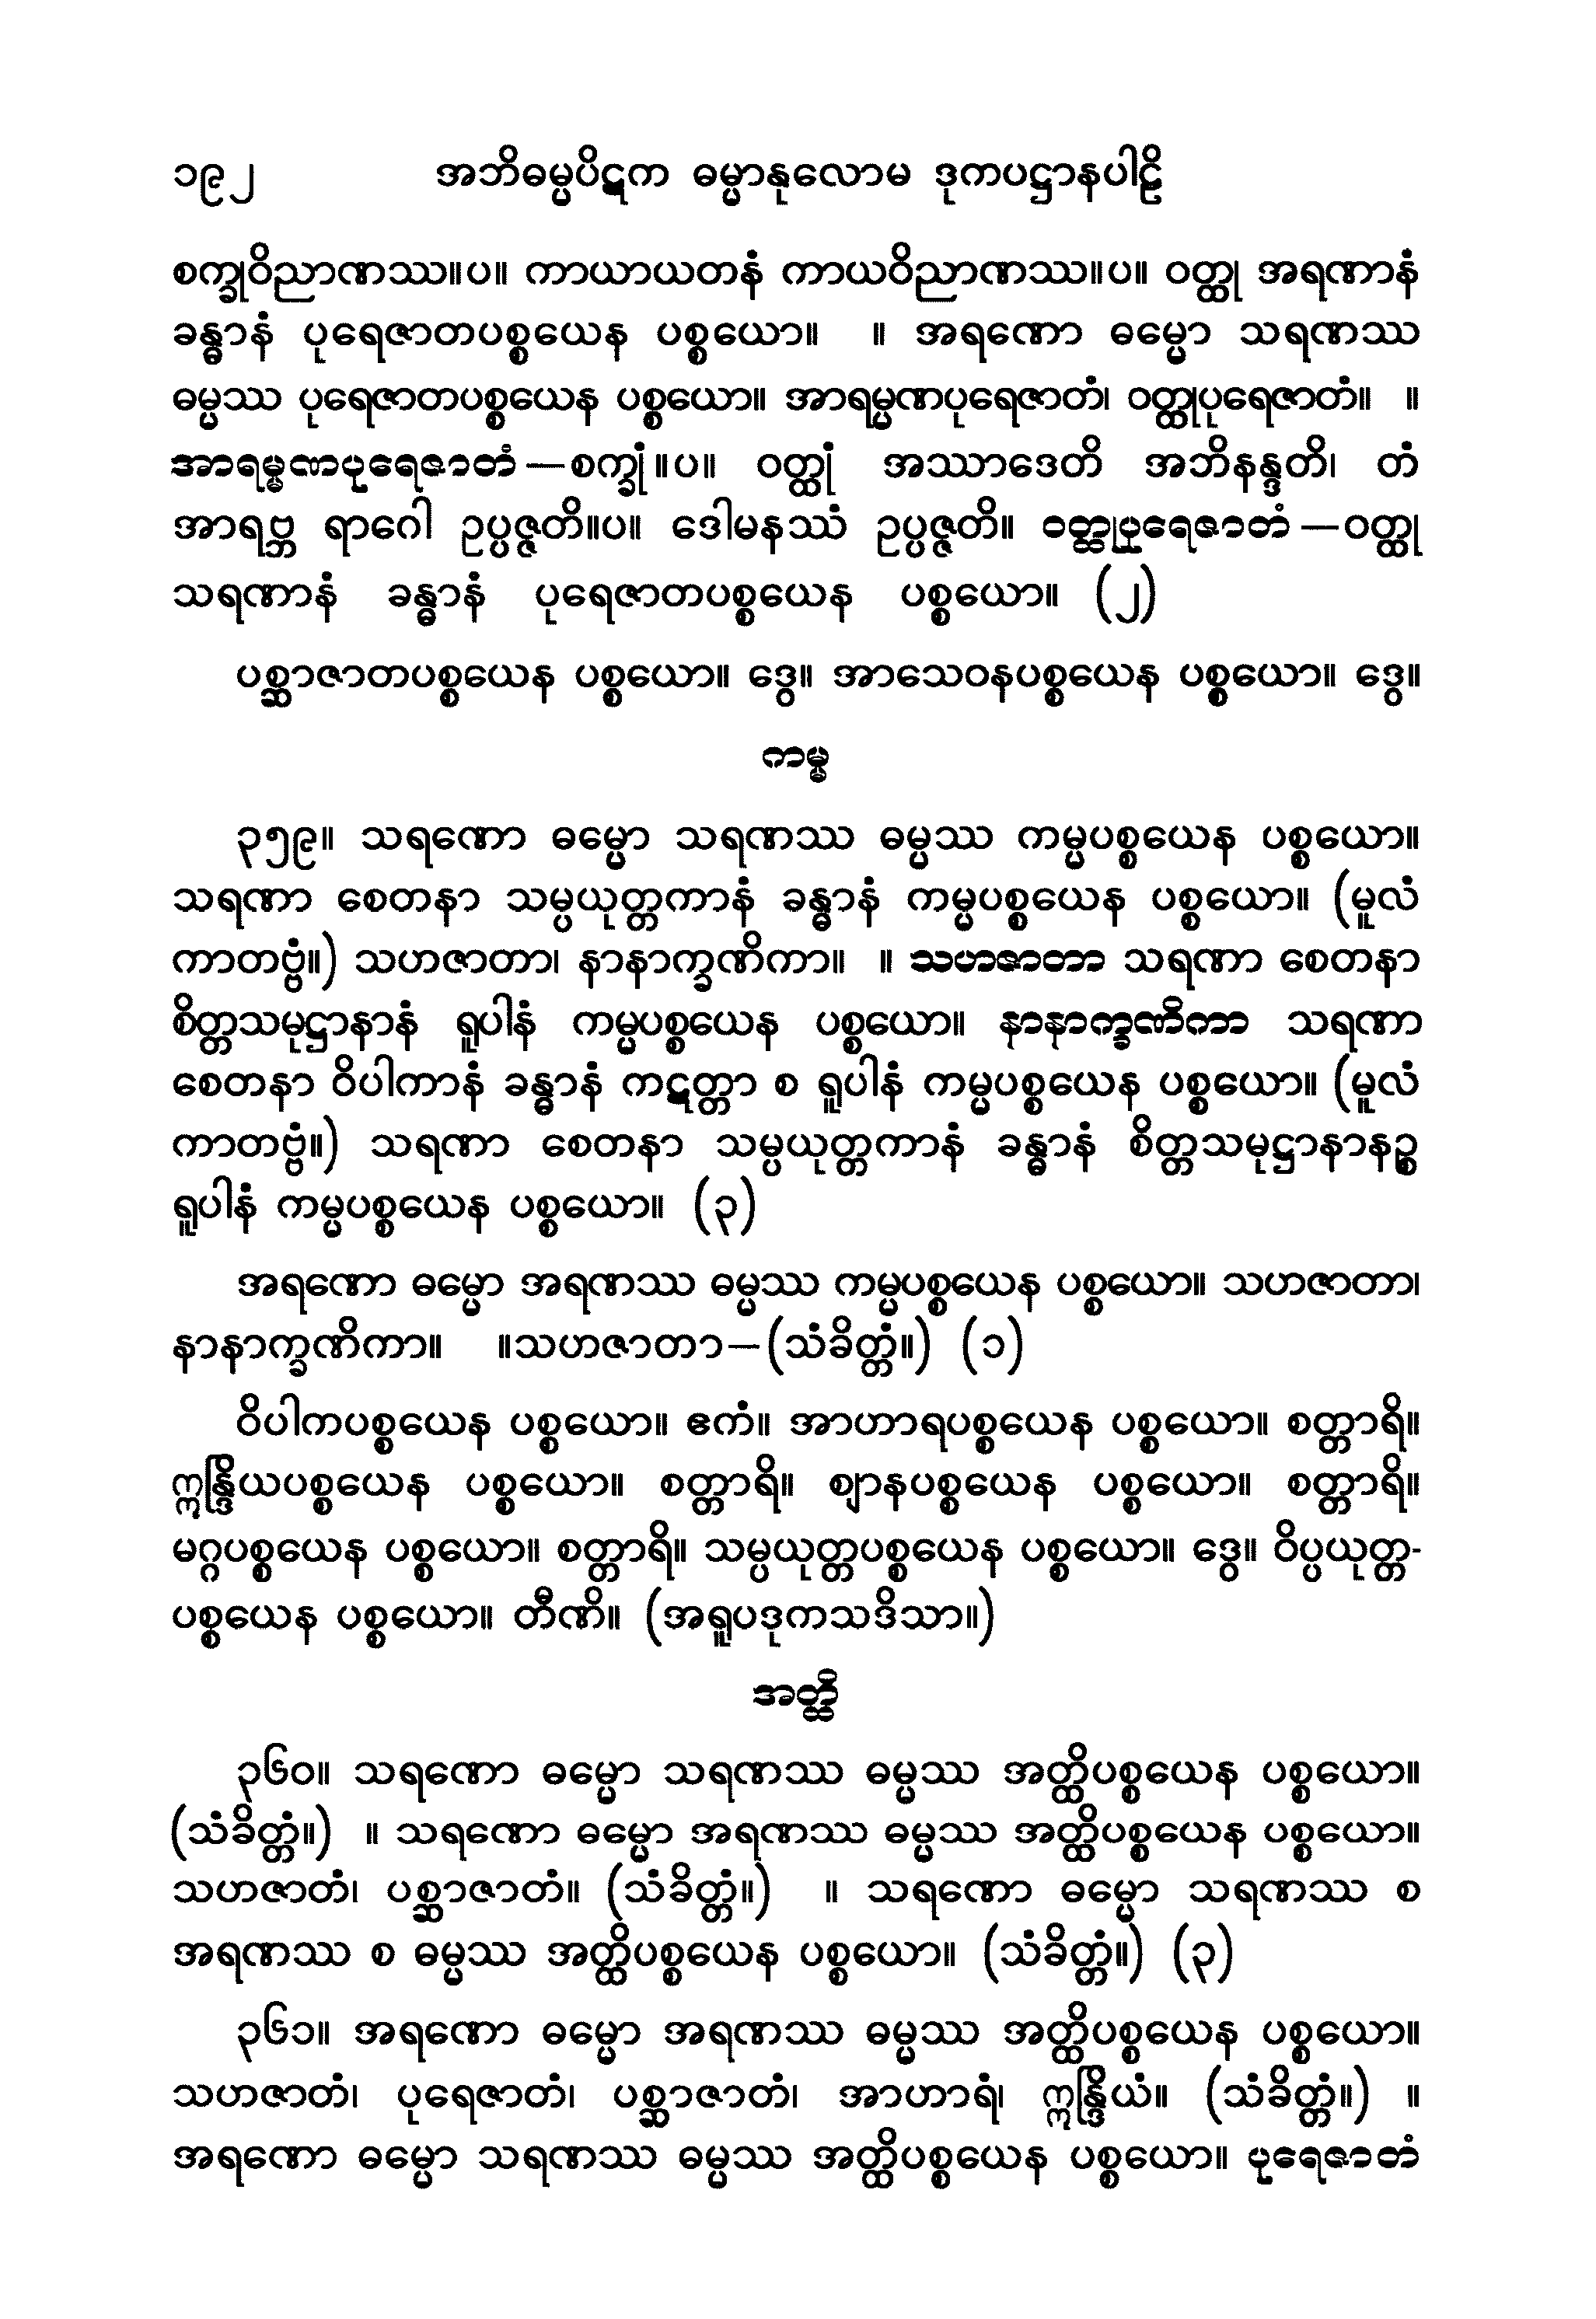 ၁၉၂ အဘိဓမ္မပိဋက ဓမ္မာနုလောမ ဒုကပဋ္ဌာနပါဠိ
စက္ခုဝိညာဏဿ။ပ။ ကာယာယတနံ ကာယဝိညာဏဿ။ပ။ ဝတ္ထု အရဏာနံ
ခန္ဓာနံ ပုရေဇာတပစ္စယေန ပစ္စယော။ ။ အရဏော ဓမ္မော သရဏဿ
ဓမ္မဿ ပုရေဇာတပစ္စယေန ပစ္စယော။ အာရမ္မဏပုရေဇာတံ၊ ဝတ္ထုပုရေဇာတံ။ ။
အာရမ္မဏပုရေဇာတံ—စက္ခုံ။ပ။ ဝတ္ထုံ အဿာဒေတိ အဘိနန္ဒတိ၊ တံ
အာရဗ္ဘ ရာဂေါ ဥပ္ပဇ္ဇတိ။ပ။ ဒေါမနဿံ ဥပ္ပဇ္ဇတိ။ ဝတ္ထုပုရေဇာတံ—ဝတ္ထု
သရဏာနံ ခန္ဓာနံ ပုရေဇာတပစ္စယေန ပစ္စယော။ (၂)
ပစ္ဆာဇာတပစ္စယေန ပစ္စယော။ ဒွေ။ အာသေဝနပစ္စယေန ပစ္စယော။ ဒွေ။
ကမ္မ
၃၅၉။ သရဏော ဓမ္မော သရဏဿ ဓမ္မဿ ကမ္မပစ္စယေန ပစ္စယော။
သရဏာ စေတနာ သမ္ပယုတ္တကာနံ ခန္ဓာနံ ကမ္မပစ္စယေန ပစ္စယော။ (မူလံ
ကာတဗ္ဗံ။) သဟဇာတာ၊ နာနာက္ခဏိကာ။ ။ သဟဇာတာ သရဏာ စေတနာ
စိတ္တသမုဋ္ဌာနာနံ ရူပါနံ ကမ္မပစ္စယေန ပစ္စယော။ နာနာက္ခဏိကာ သရဏာ
စေတနာ ဝိပါကာနံ ခန္ဓာနံ ကဋတ္တာ စ ရူပါနံ ကမ္မပစ္စယေန ပစ္စယော။ (မူလံ
ကာတဗ္ဗံ။) သရဏာ စေတနာ သမ္ပယုတ္တကာနံ ခန္ဓာနံ စိတ္တသမုဋ္ဌာနာနဉ္စ
ရူပါနံ ကမ္မပစ္စယေန ပစ္စယော။ (၃)
အရဏော ဓမ္မော အရဏဿ ဓမ္မဿ ကမ္မပစ္စယေန ပစ္စယော။ သဟဇာတာ၊
နာနာက္ခဏိကာ။ ။သဟဇာတာ—(သံခိတ္တံ။) (၁)
ဝိပါကပစ္စယေန ပစ္စယော။ ဧကံ။ အာဟာရပစ္စယေန ပစ္စယော။ စတ္တာရိ။
ဣန္ဒြိယပစ္စယေန ပစ္စယော။ စတ္တာရိ။ ဈာနပစ္စယေန ပစ္စယော။ စတ္တာရိ။
မဂ္ဂပစ္စယေန ပစ္စယော။ စတ္တာရိ။ သမ္ပယုတ္တပစ္စယေန ပစ္စယော။ ဒွေ။ ဝိပ္ပယုတ္တ-
ပစ္စယေန ပစ္စယော။ တီဏိ။ (အရူပဒုကသဒိသာ။)
အတ္ထိ
၃၆၀။ သရဏော ဓမ္မော သရဏဿ ဓမ္မဿ အတ္ထိပစ္စယေန ပစ္စယော။
(သံခိတ္တံ။) ။ သရဏော ဓမ္မော အရဏဿ ဓမ္မဿ အတ္ထိပစ္စယေန ပစ္စယော။
သဟဇာတံ၊ ပစ္ဆာဇာတံ။ (သံခိတ္တံ။) ။ သရဏော ဓမ္မော သရဏဿ စ
အရဏဿ စ ဓမ္မဿ အတ္ထိပစ္စယေန ပစ္စယော။ (သံခိတ္တံ။) (၃)
၃၆၁။ အရဏော ဓမ္မော အရဏဿ ဓမ္မဿ အတ္ထိပစ္စယေန ပစ္စယော။
သဟဇာတံ၊ ပုရေဇာတံ၊ ပစ္ဆာဇာတံ၊ အာဟာရံ၊ ဣန္ဒြိယံ။ (သံခိတ္တံ။) ။
အရဏော ဓမ္မော သရဏဿ ဓမ္မဿ အတ္ထိပစ္စယေန ပစ္စယော။ ပုရေဇာတံ